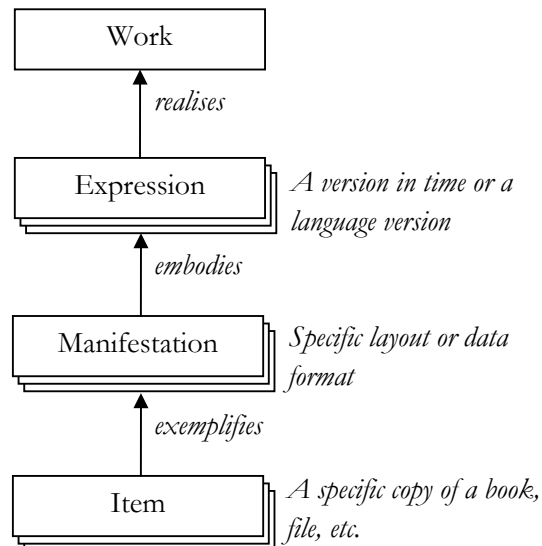 Work
realises
Expression
A version in time or a
language version
embodies
Manifestation
Specific layout or data
format
exemplifies
Item
A specific copy of a book,
file, etc.